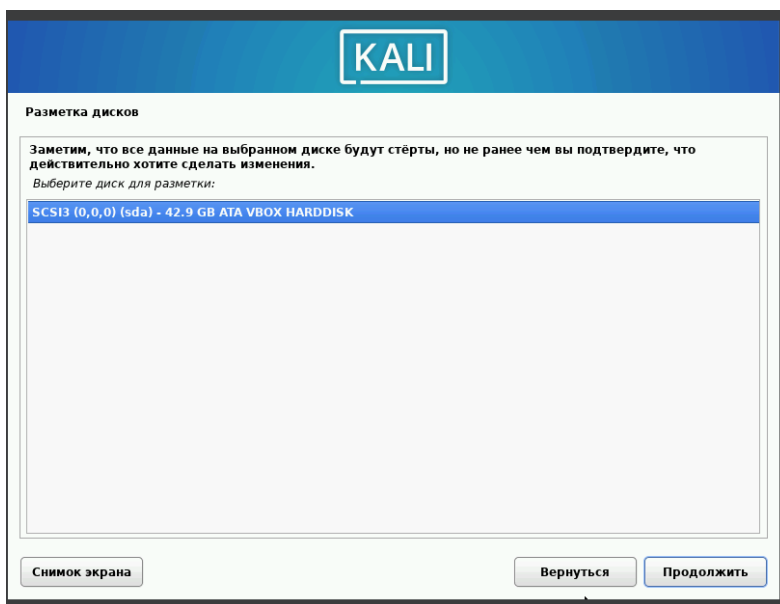 KALI
Разметка дисков
Заметим, что все данные на выбранном диске будут стёрты, но не ранее чем вы подтвердите, что
действительно хотите сделать изменения.
Выберите диск для разметки:
SCSI3 (0,0,0) (sda) - 42.9 GB ATA VBOX HARDDISK
Снимок экрана
Вернуться
Продолжить